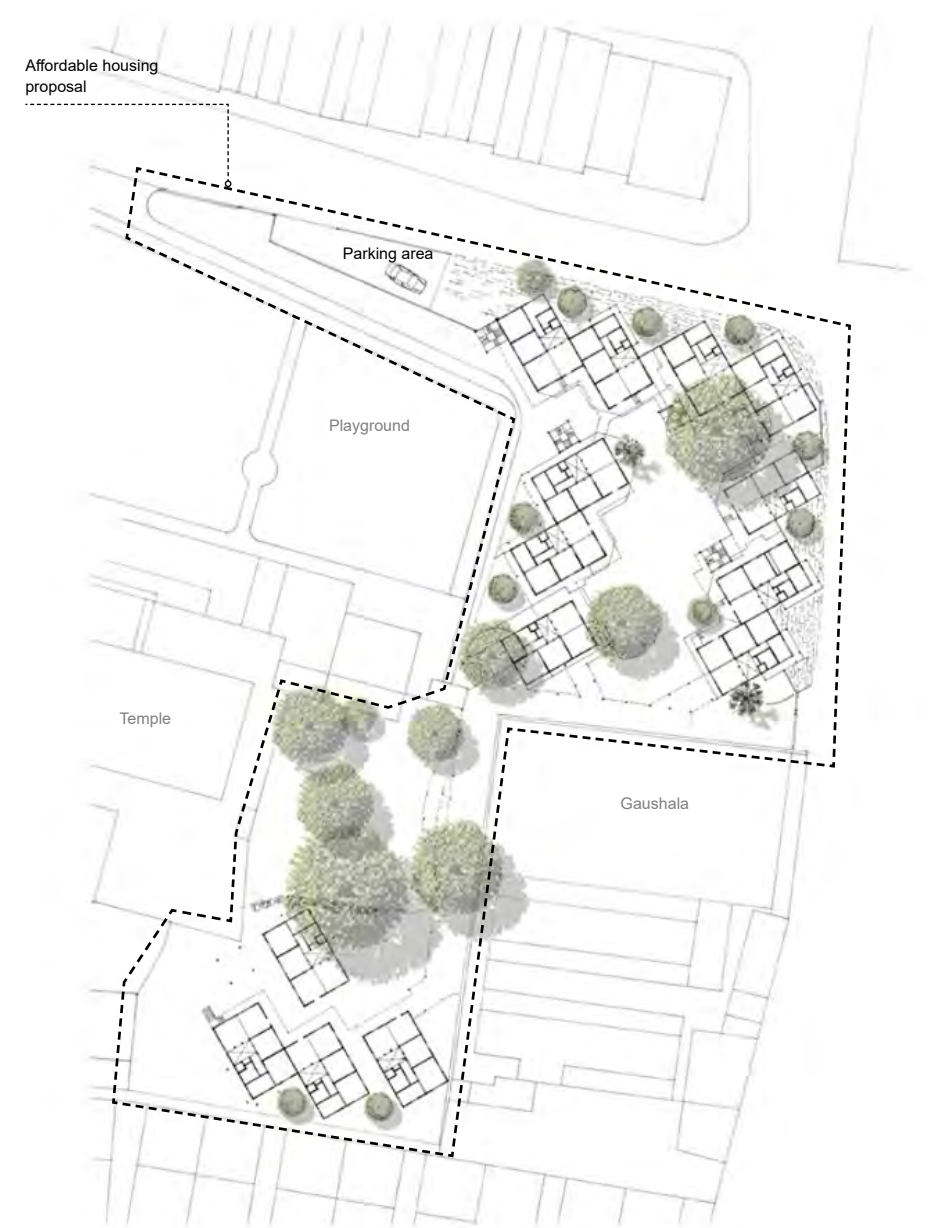 Affordable housing
proposal
Parking area
Playground
Temple
Gaushala